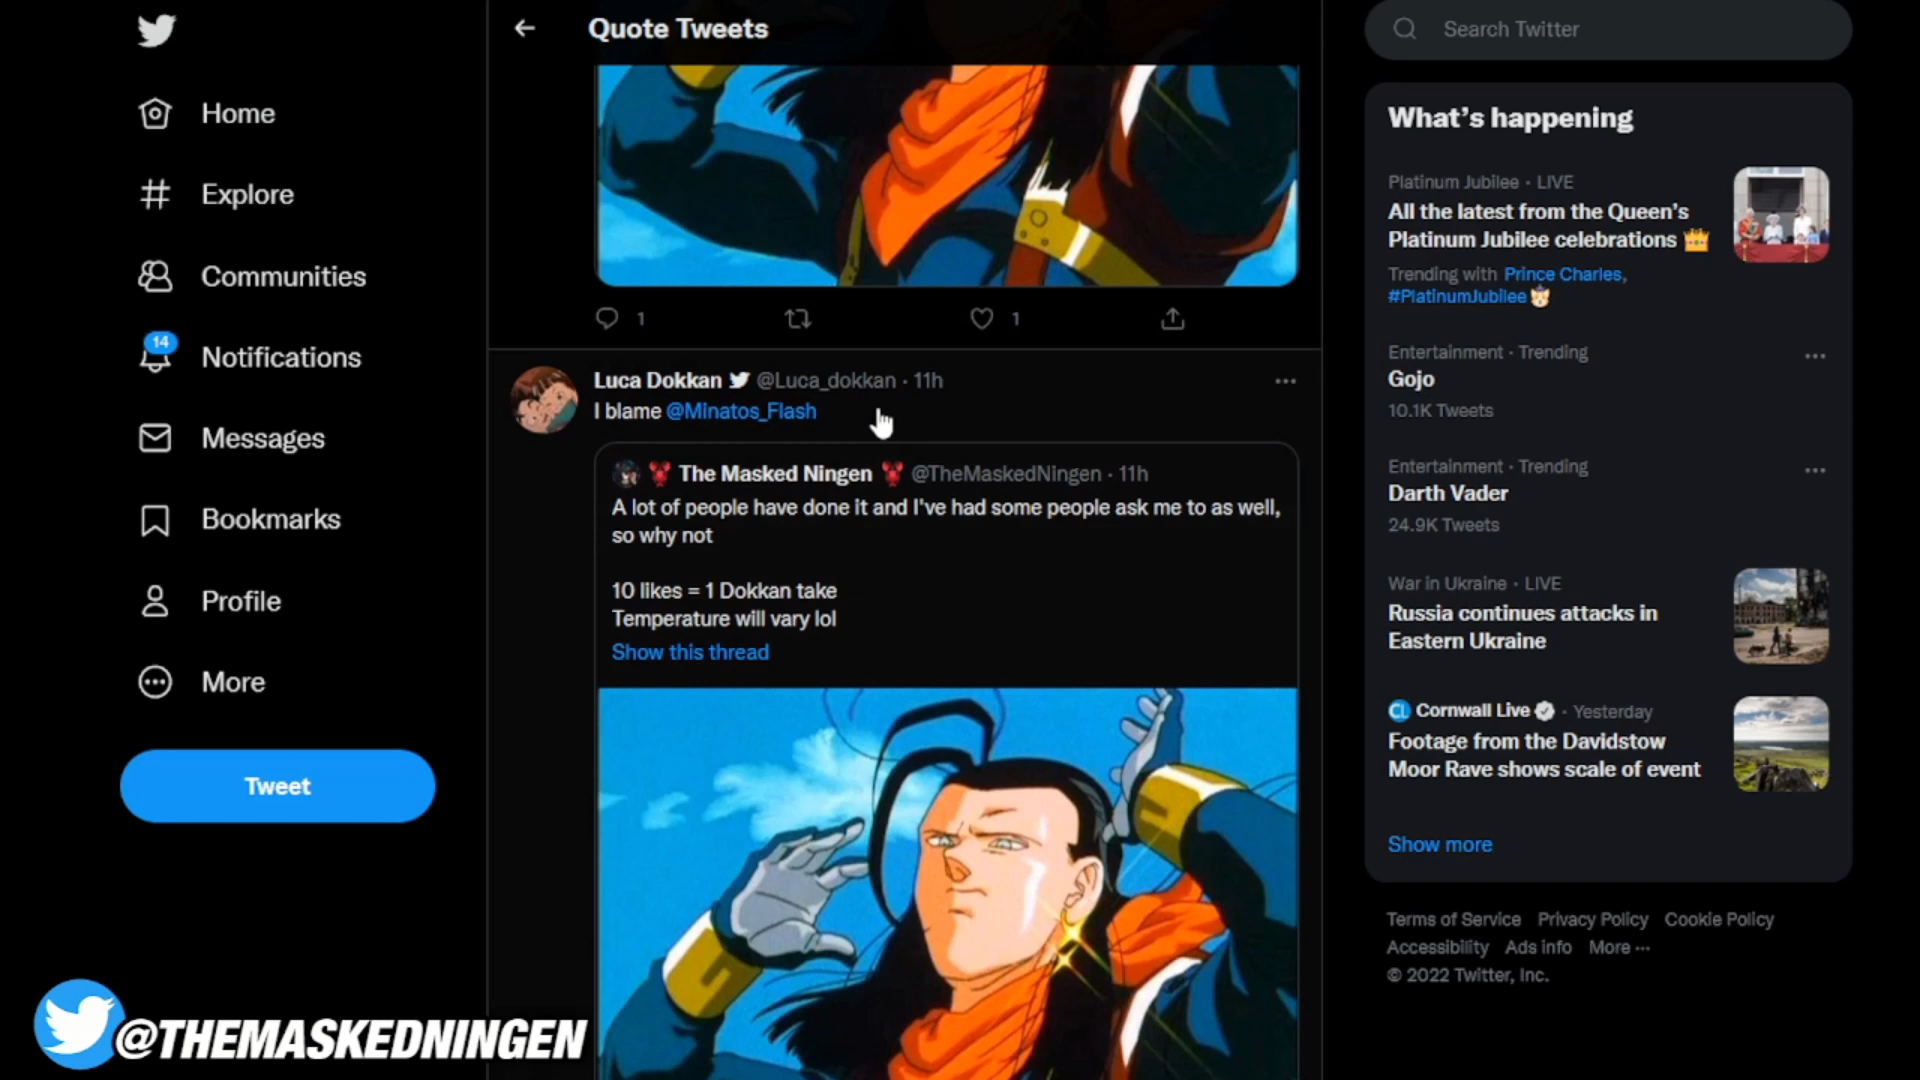 Home
Explore
Communities
14
Notifications
Messages
Bookmarks
Profile
More
Tweet
@THEMASKEDNINGEN
Quote Tweets
1
1
Luca Dokkan @Luca_dokkan · 11h
I blame @Minatos_Flash
The Masked Ningen @TheMaskedNingen · 11h
A lot of people have done it and I've had some people ask me to as well,
so why not
10 likes = 1 Dokkan take
Temperature will vary lol
Show this thread
Search Twitter
What's happening
Platinum Jubilee · LIVE
All the latest from the Queen's
Platinum Jubilee celebrations
Trending with Prince Charles,
#PlatinumJubilee
Entertainment · Trending
Gojo
10.1K Tweets
Entertainment · Trending
Darth Vader
24.9K Tweets
War in Ukraine · LIVE
Russia continues attacks in
Eastern Ukraine
CL Cornwall Live · Yesterday
Footage from the Davidstow
Moor Rave shows scale of event
Show more
Terms of Service Privacy Policy Cookie Policy
Accessibility Ads info More ···
© 2022 Twitter, Inc.